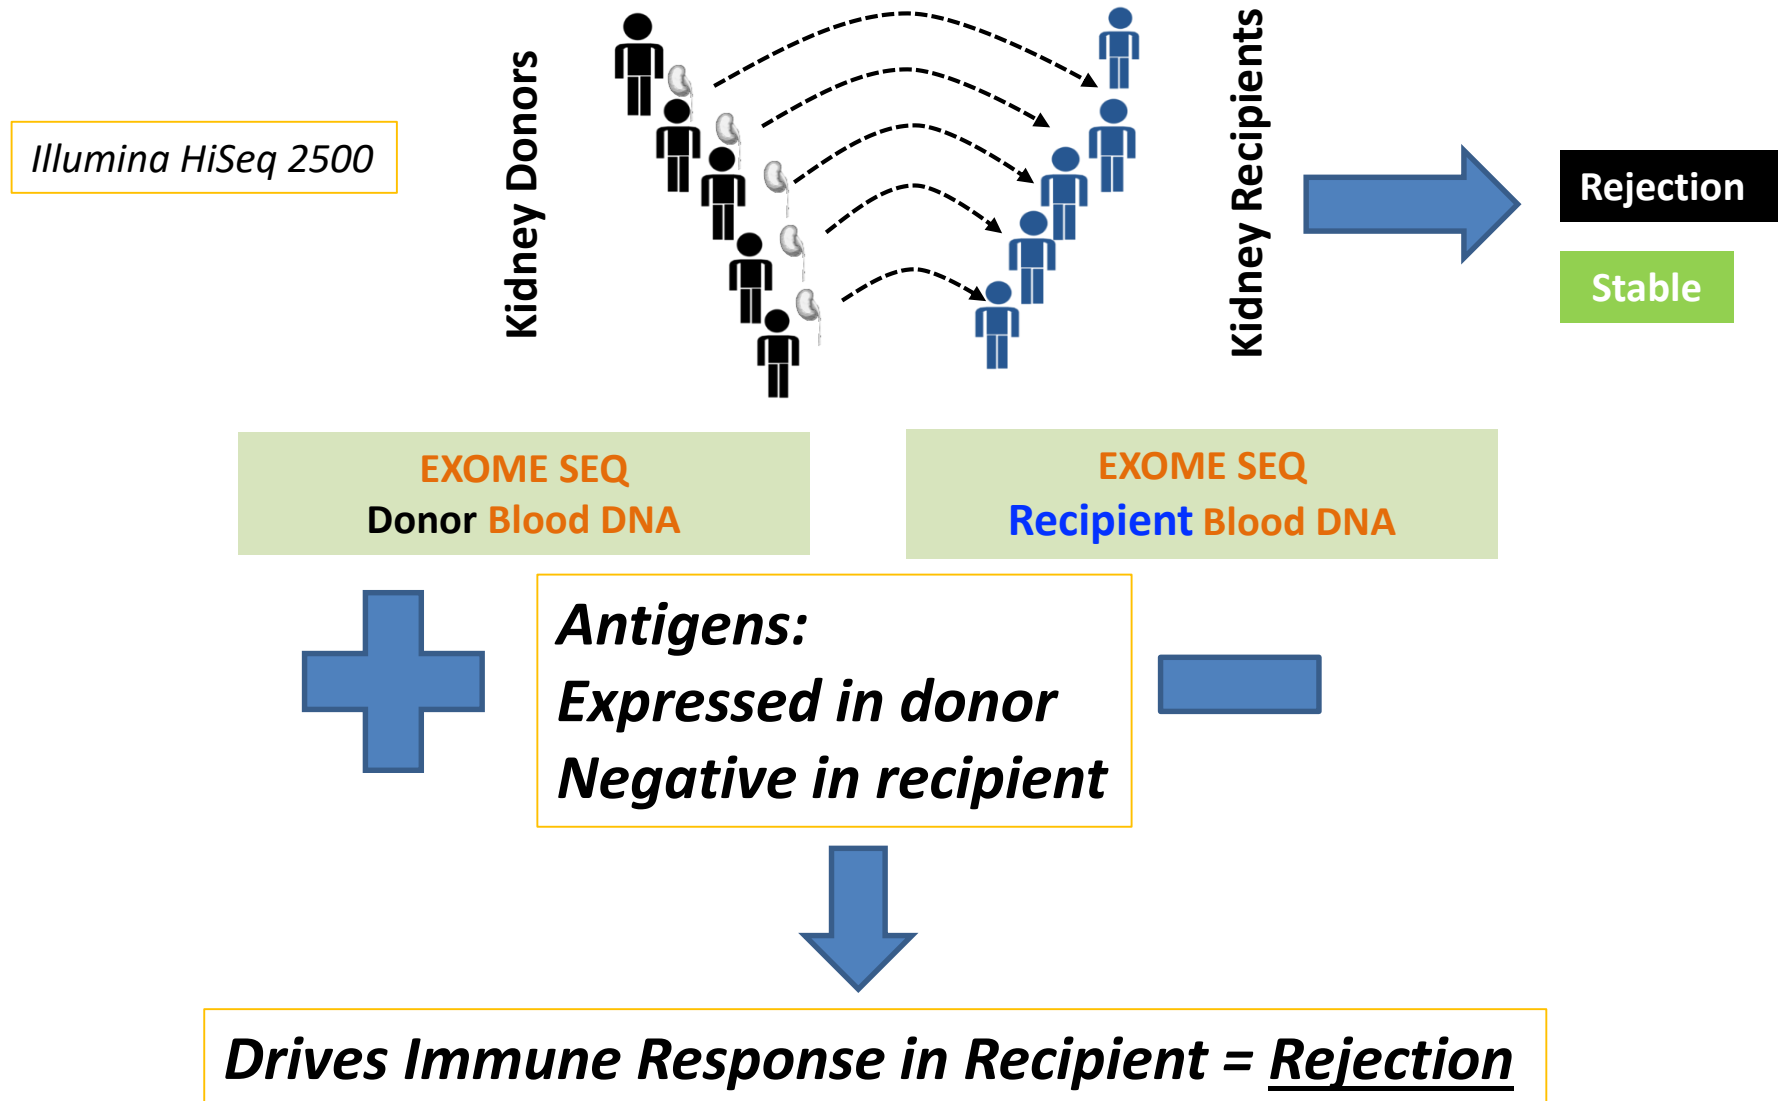 Illumina HiSeq 2500
Kidney Donors
Kidney Recipients
Rejection
Stable
EXOME SEQ
Donor Blood DNA
EXOME SEQ
Recipient Blood DNA
Antigens:
Expressed in donor
Negative in recipient
Drives Immune Response in Recipient = Rejection